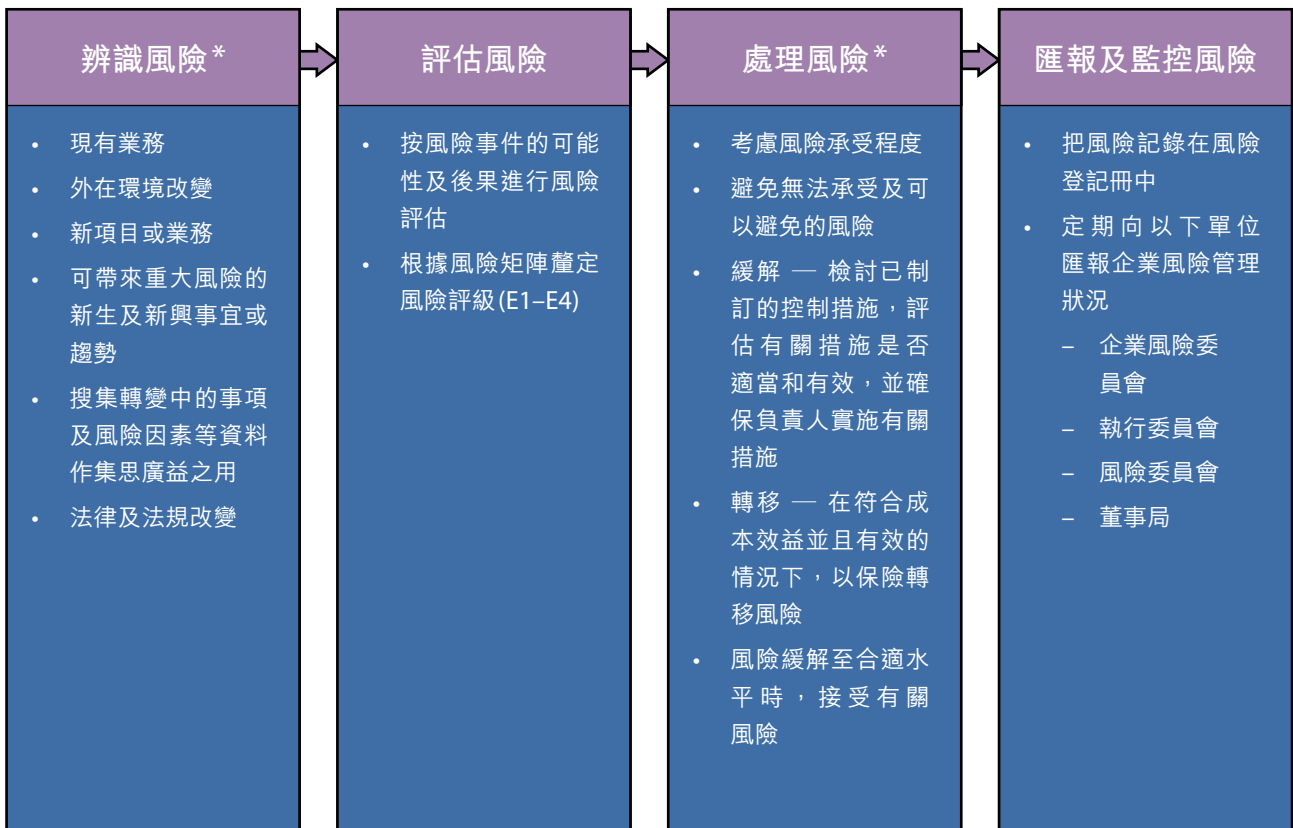 辨識風險*
• 現有業務
• 外在環境改變
• 新項目或業務
• 可帶來重大風險的
新生及新興事宜或
趨勢
• 搜集轉變中的事項
及風險因素等資料
作集思廣益之用
• 法律及法規改變
評估風險
• 按風險事件的可能
性及後果進行風險
評估
• 根據風險矩陣釐定
風險評級(E1–E4)
處理風險*
• 考慮風險承受程度
• 避免無法承受及可
以避免的風險
• 緩解 — 檢討已制
訂的控制措施，評
估有關措施是否
適當和有效，並確
保負責人實施有關
措施
• 轉移 — 在符合成
本效益並且有效的
情況下，以保險轉
移風險
• 風險緩解至合適水
平時，接受有關
風險
匯報及監控風險
• 把風險記錄在風險
登記冊中
• 定期向以下單位
匯報企業風險管理
狀況
– 企業風險委
員會
– 執行委員會
– 風險委員會
– 董事局